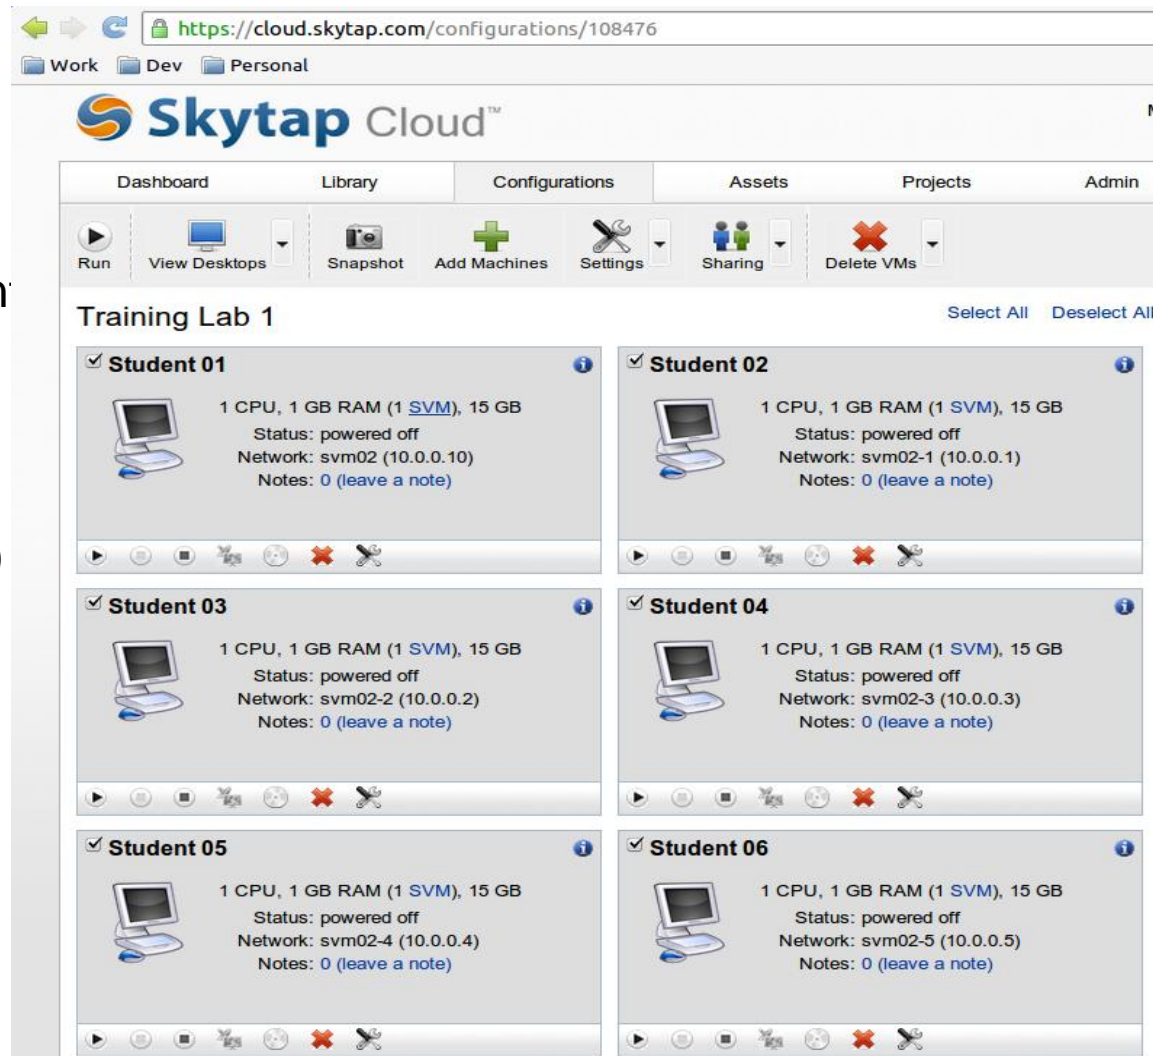 https://cloud.skytap.com/configurations/108476
Work Dev Personal
Skytap Cloud™
Dashboard Library Configurations Assets Projects Admin
Run View Desktops Snapshot Add Machines Settings Sharing Delete VMs
Training Lab 1 Select All Deselect All
Student 01
1 CPU, 1 GB RAM (1 SVM), 15 GB
Status: powered off
Network: svm02 (10.0.0.10)
Notes: 0 (leave a note)
Student 02
1 CPU, 1 GB RAM (1 SVM), 15 GB
Status: powered off
Network: svm02-1 (10.0.0.1)
Notes: 0 (leave a note)
Student 03
1 CPU, 1 GB RAM (1 SVM), 15 GB
Status: powered off
Network: svm02-2 (10.0.0.2)
Notes: 0 (leave a note)
Student 04
1 CPU, 1 GB RAM (1 SVM), 15 GB
Status: powered off
Network: svm02-3 (10.0.0.3)
Notes: 0 (leave a note)
Student 05
1 CPU, 1 GB RAM (1 SVM), 15 GB
Status: powered off
Network: svm02-4 (10.0.0.4)
Notes: 0 (leave a note)
Student 06
1 CPU, 1 GB RAM (1 SVM), 15 GB
Status: powered off
Network: svm02-5 (10.0.0.5)
Notes: 0 (leave a note)